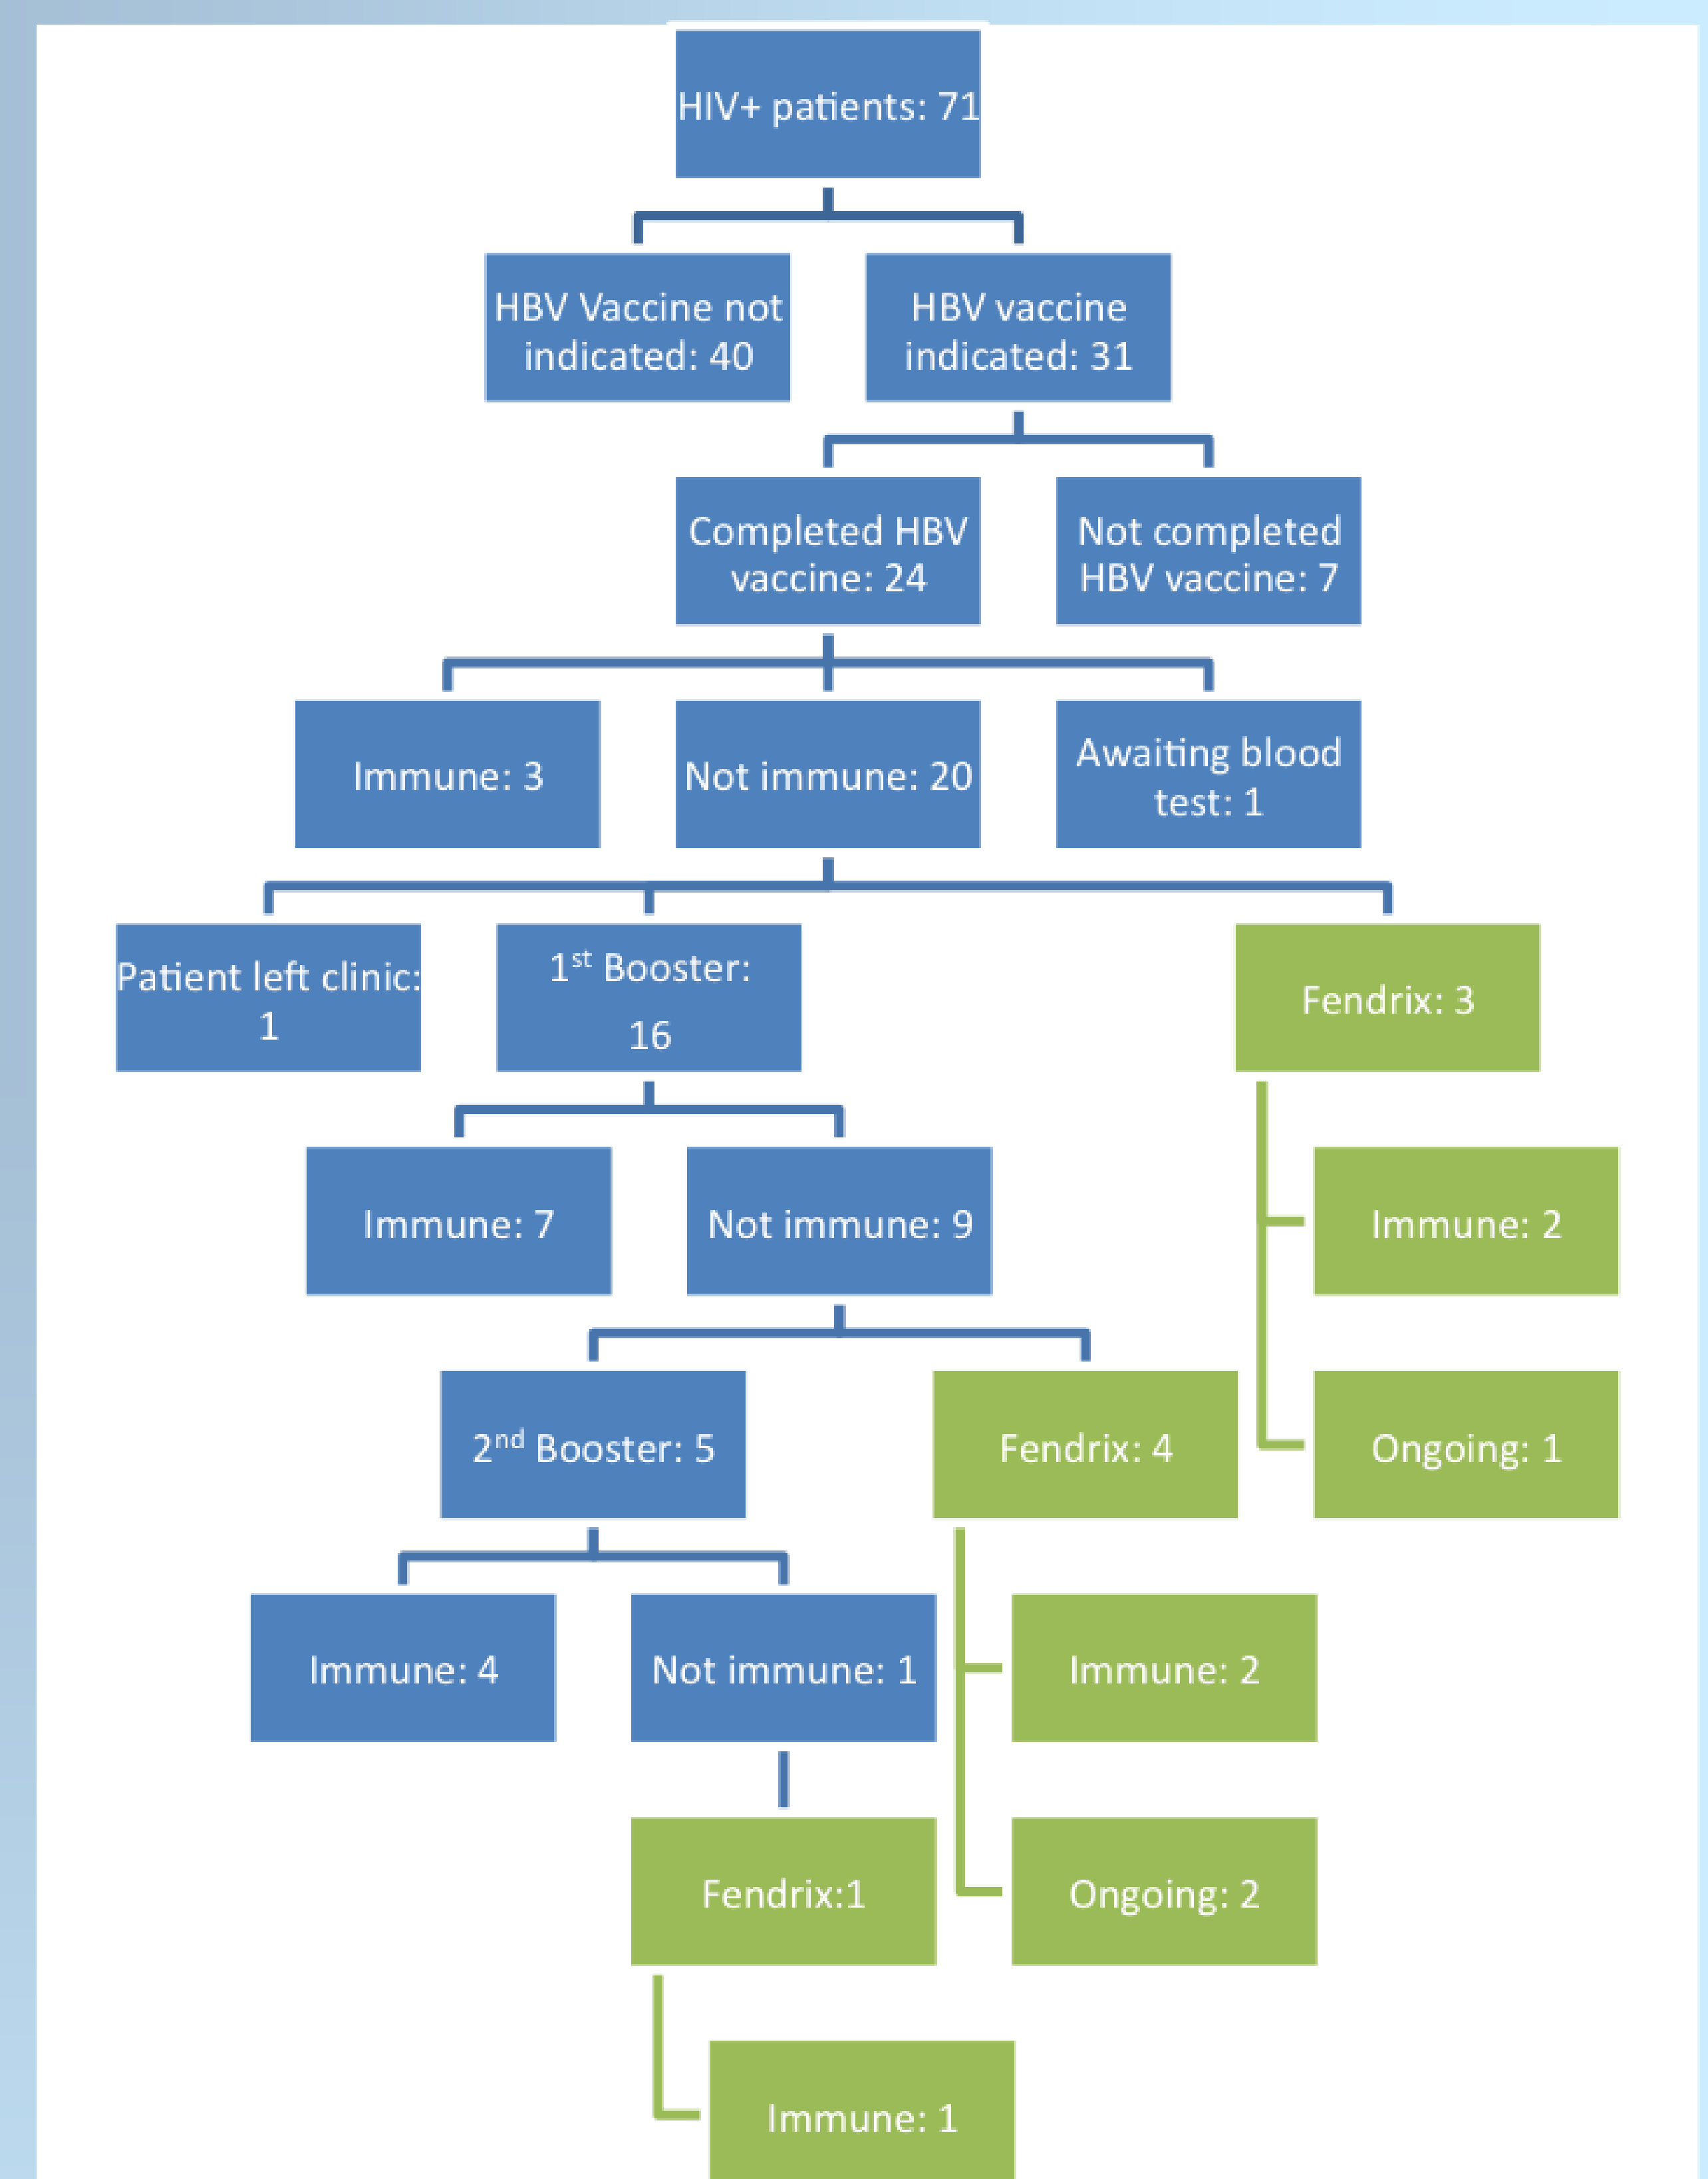 HIV+ patients: 71
HBV Vaccine not
indicated: 40
HBV vaccine
indicated: 31
Completed HBV
vaccine: 24
Not completed
HBV vaccine: 7
Immune: 3
Not immune: 20
Awaiting blood
test: 1
Patient left clinic:
1
1st Booster:
16
Fendrix: 3
Immune: 7
Not immune: 9
Immune: 2
2nd Booster: 5
Fendrix: 4
Ongoing: 1
Immune: 4
Not immune: 1
Immune: 2
Fendrix:1
Ongoing: 2
Immune: 1